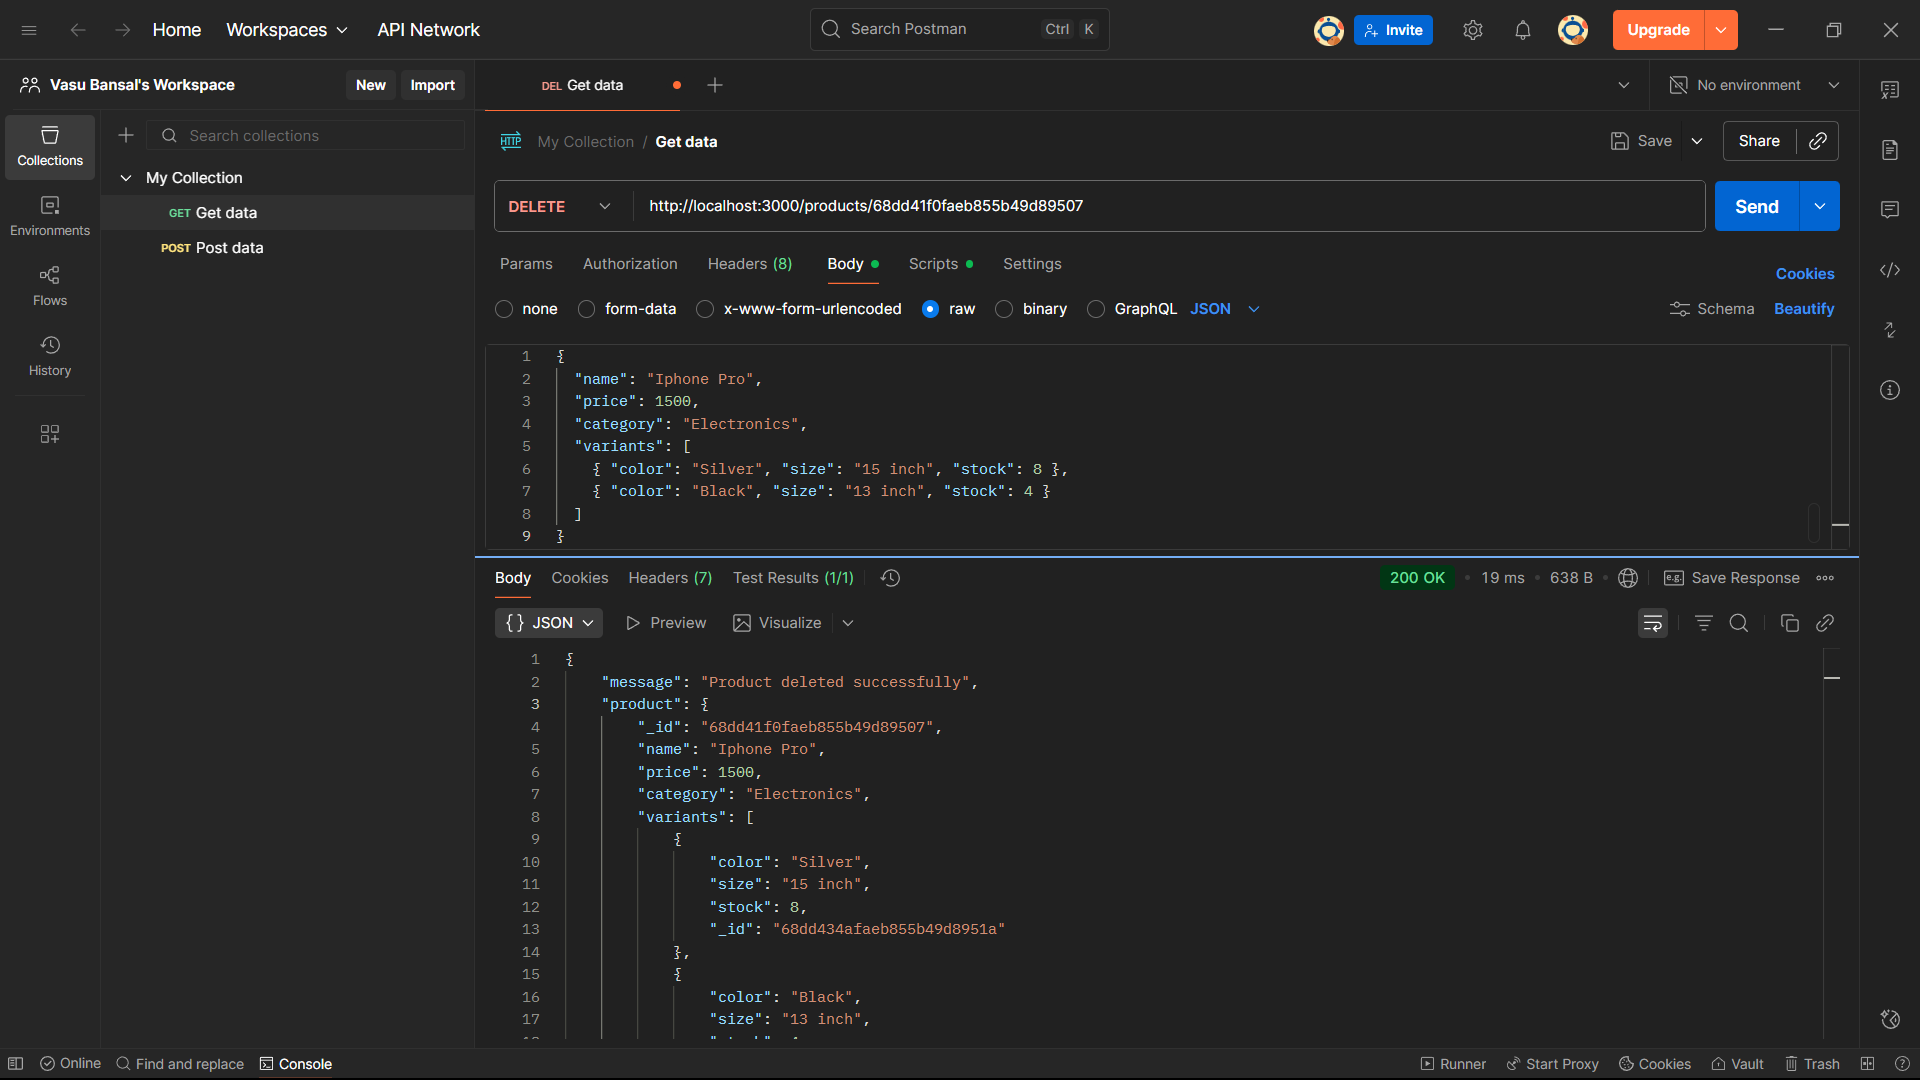 Home Workspaces API Network Search Postman Ctrl K Invite Upgrade
Vasu Bansal's Workspace New Import DEL Get data No environment
Search collections
Collections
Environments
Flows
History
My Collection
GET Get data
POST Post data
HTTP My Collection / Get data Save Share
DELETE http://localhost:3000/products/68dd41f0faeb855b49d89507 Send
Params Authorization Headers (8) Body Scripts Settings Cookies
none form-data x-www-form-urlencoded raw binary GraphQL JSON Schema Beautify
1 {
2 "name": "Iphone Pro",
3 "price": 1500,
4 "category": "Electronics",
5 "variants": [
6 { "color": "Silver", "size": "15 inch", "stock": 8 },
7 { "color": "Black", "size": "13 inch", "stock": 4 }
8 ]
9 }
Body Cookies Headers (7) Test Results (1/1) 200 OK • 19 ms • 638 B • e.g. Save Response
{} JSON Preview Visualize
1 {
2 "message": "Product deleted successfully",
3 "product": {
4 "_id": "68dd41f0faeb855b49d89507",
5 "name": "Iphone Pro",
6 "price": 1500,
7 "category": "Electronics",
8 "variants": [
9 {
10 "color": "Silver",
11 "size": "15 inch",
12 "stock": 8,
13 "_id": "68dd434afaeb855b49d8951a"
14 },
15 {
16 "color": "Black",
17 "size": "13 inch",
Online Find and replace Console Runner Start Proxy Cookies Vault Trash